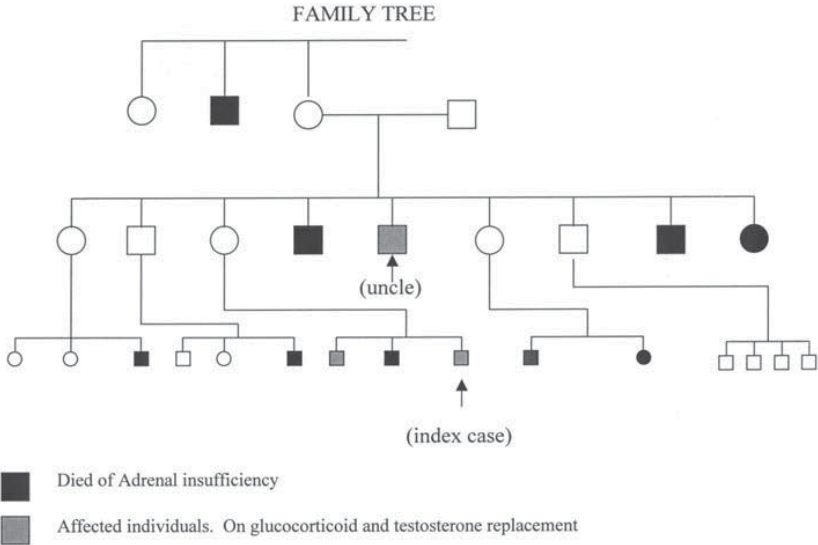 FAMILY TREE
(uncle)
(index case)
Died of Adrenal insufficiency
Affected individuals. On glucocorticoid and testosterone replacement